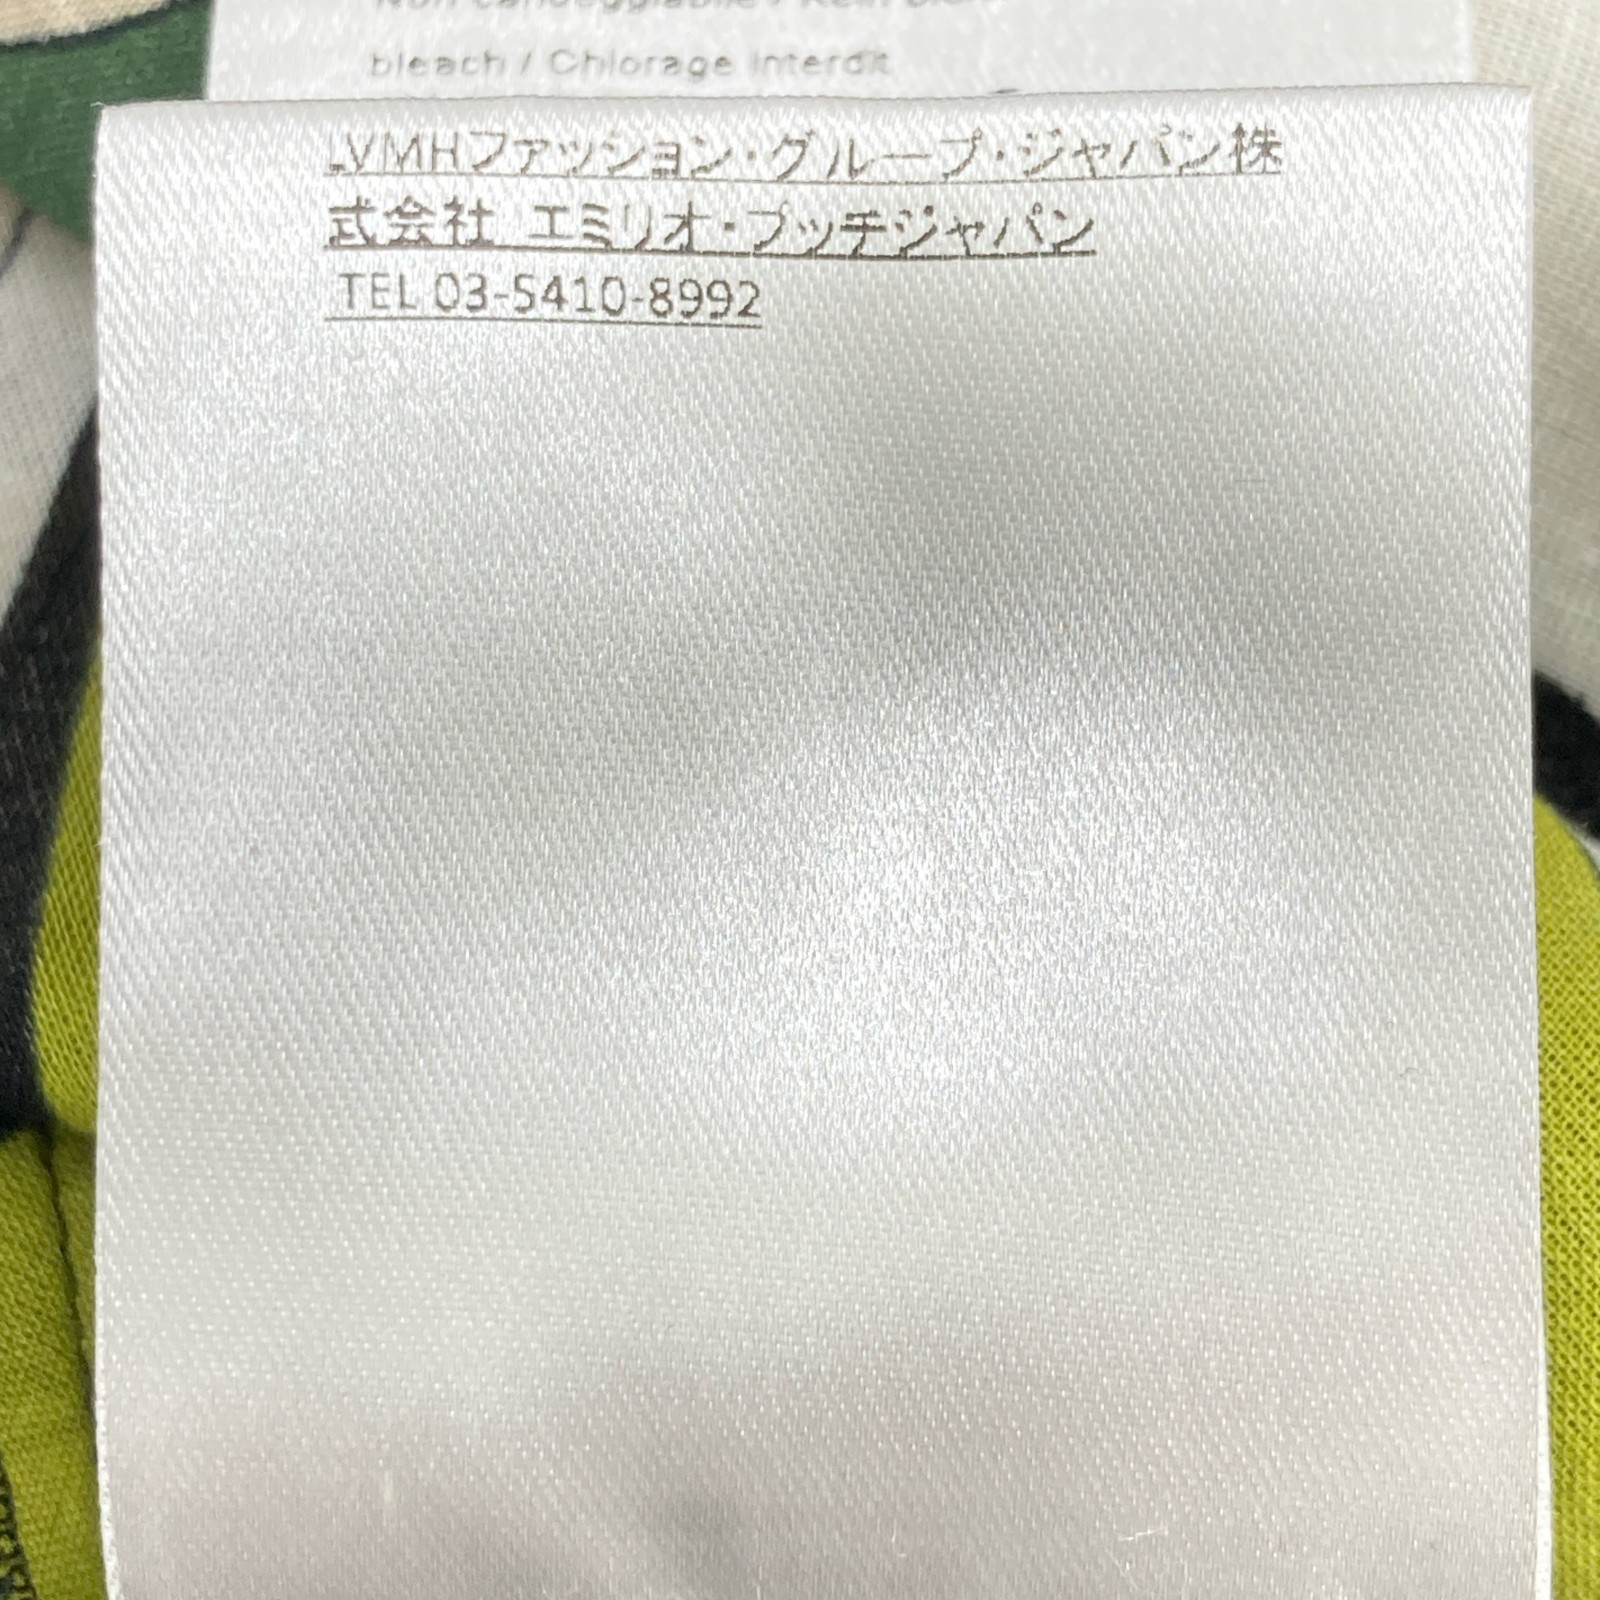 bleach / Chlorage interdit
LVMHファッション・グループ・ジャパン株
式会社 エミリオ・プッチジャパン
TEL 03-5410-8992